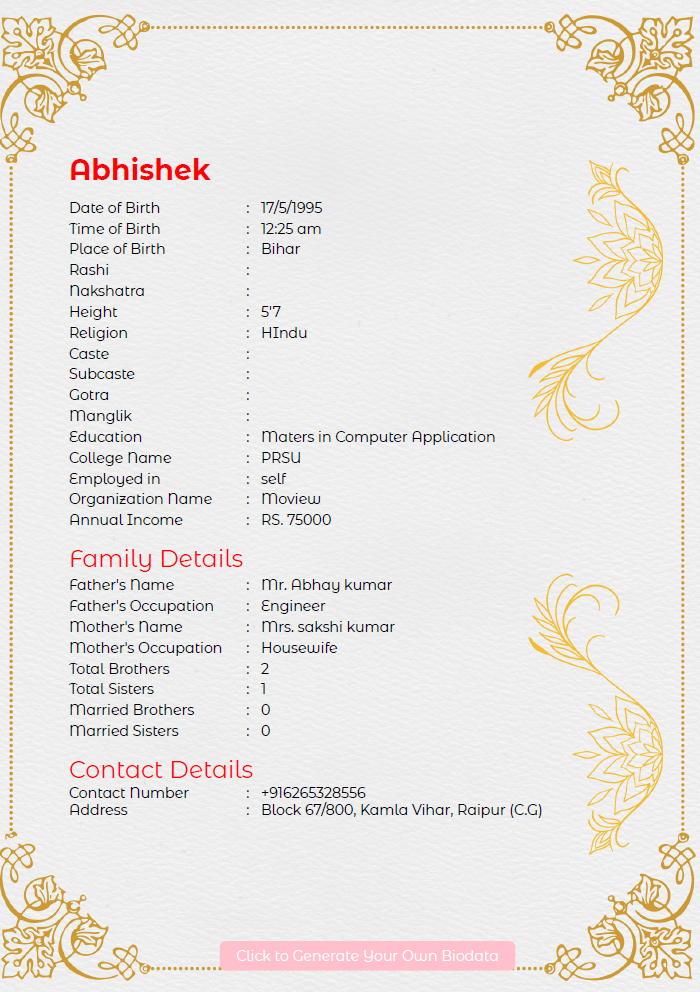 Abhishek
Date of Birth : 17/5/1995
Time of Birth : 12:25 am
Place of Birth : Bihar
Rashi :
Nakshatra :
Height : 5'7
Religion : HIndu
Caste :
Subcaste :
Gotra :
Manglik :
Education : Maters in Computer Application
College Name : PRSU
Employed in : self
Organization Name : Moview
Annual Income : RS. 75000
Family Details
Father's Name : Mr. Abhay kumar
Father's Occupation : Engineer
Mother's Name : Mrs. sakshi kumar
Mother's Occupation : Housewife
Total Brothers : 2
Total Sisters : 1
Married Brothers : 0
Married Sisters : 0
Contact Details
Contact Number : +916265328556
Address : Block 67/800, Kamla Vihar, Raipur (C.G)
Click to Generate Your Own Biodata